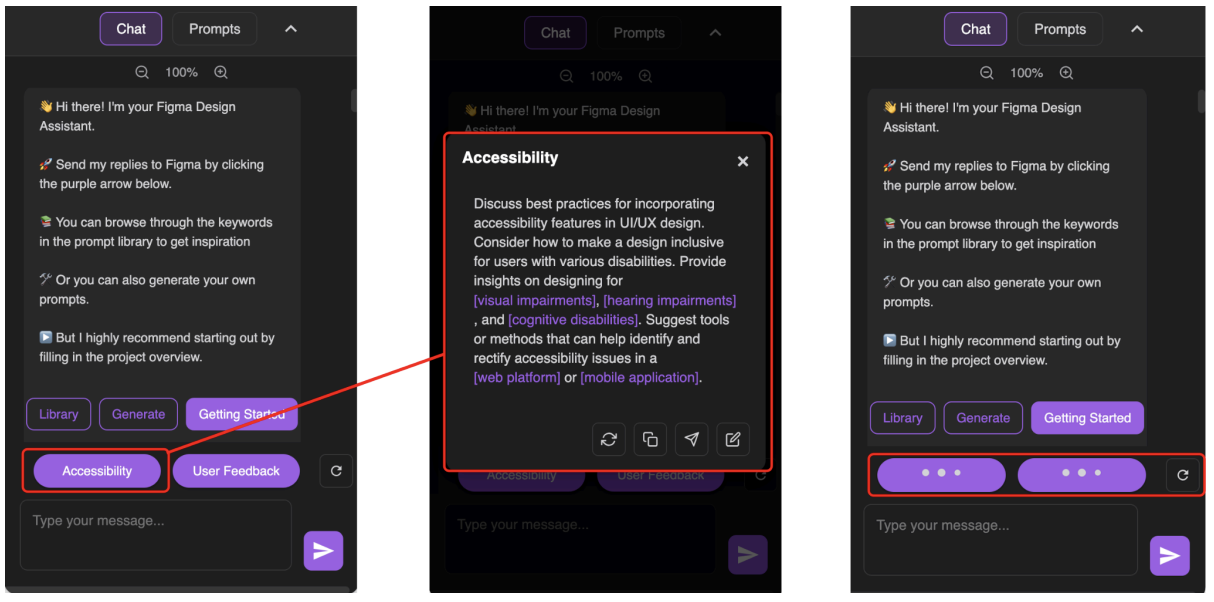 Chat Prompts
100%
👋 Hi there! I'm your Figma Design
Assistant.
🚀 Send my replies to Figma by clicking
the purple arrow below.
📚 You can browse through the keywords
in the prompt library to get inspiration
🛠 Or you can also generate your own
prompts.
▶️ But I highly recommend starting out by
filling in the project overview.
Library Generate Getting Started
Accessibility User Feedback
Type your message...
Chat Prompts
100%
👋 Hi there! I'm your Figma Design
Assistant.
Accessibility
Discuss best practices for incorporating
accessibility features in UI/UX design.
Consider how to make a design inclusive
for users with various disabilities. Provide
insights on designing for
[visual impairments], [hearing impairments]
, and [cognitive disabilities]. Suggest tools
or methods that can help identify and
rectify accessibility issues in a
[web platform] or [mobile application].
Accessibility User Feedback
Type your message...
Chat Prompts
100%
👋 Hi there! I'm your Figma Design
Assistant.
🚀 Send my replies to Figma by clicking
the purple arrow below.
📚 You can browse through the keywords
in the prompt library to get inspiration
🛠 Or you can also generate your own
prompts.
▶️ But I highly recommend starting out by
filling in the project overview.
Library Generate Getting Started
Type your message...